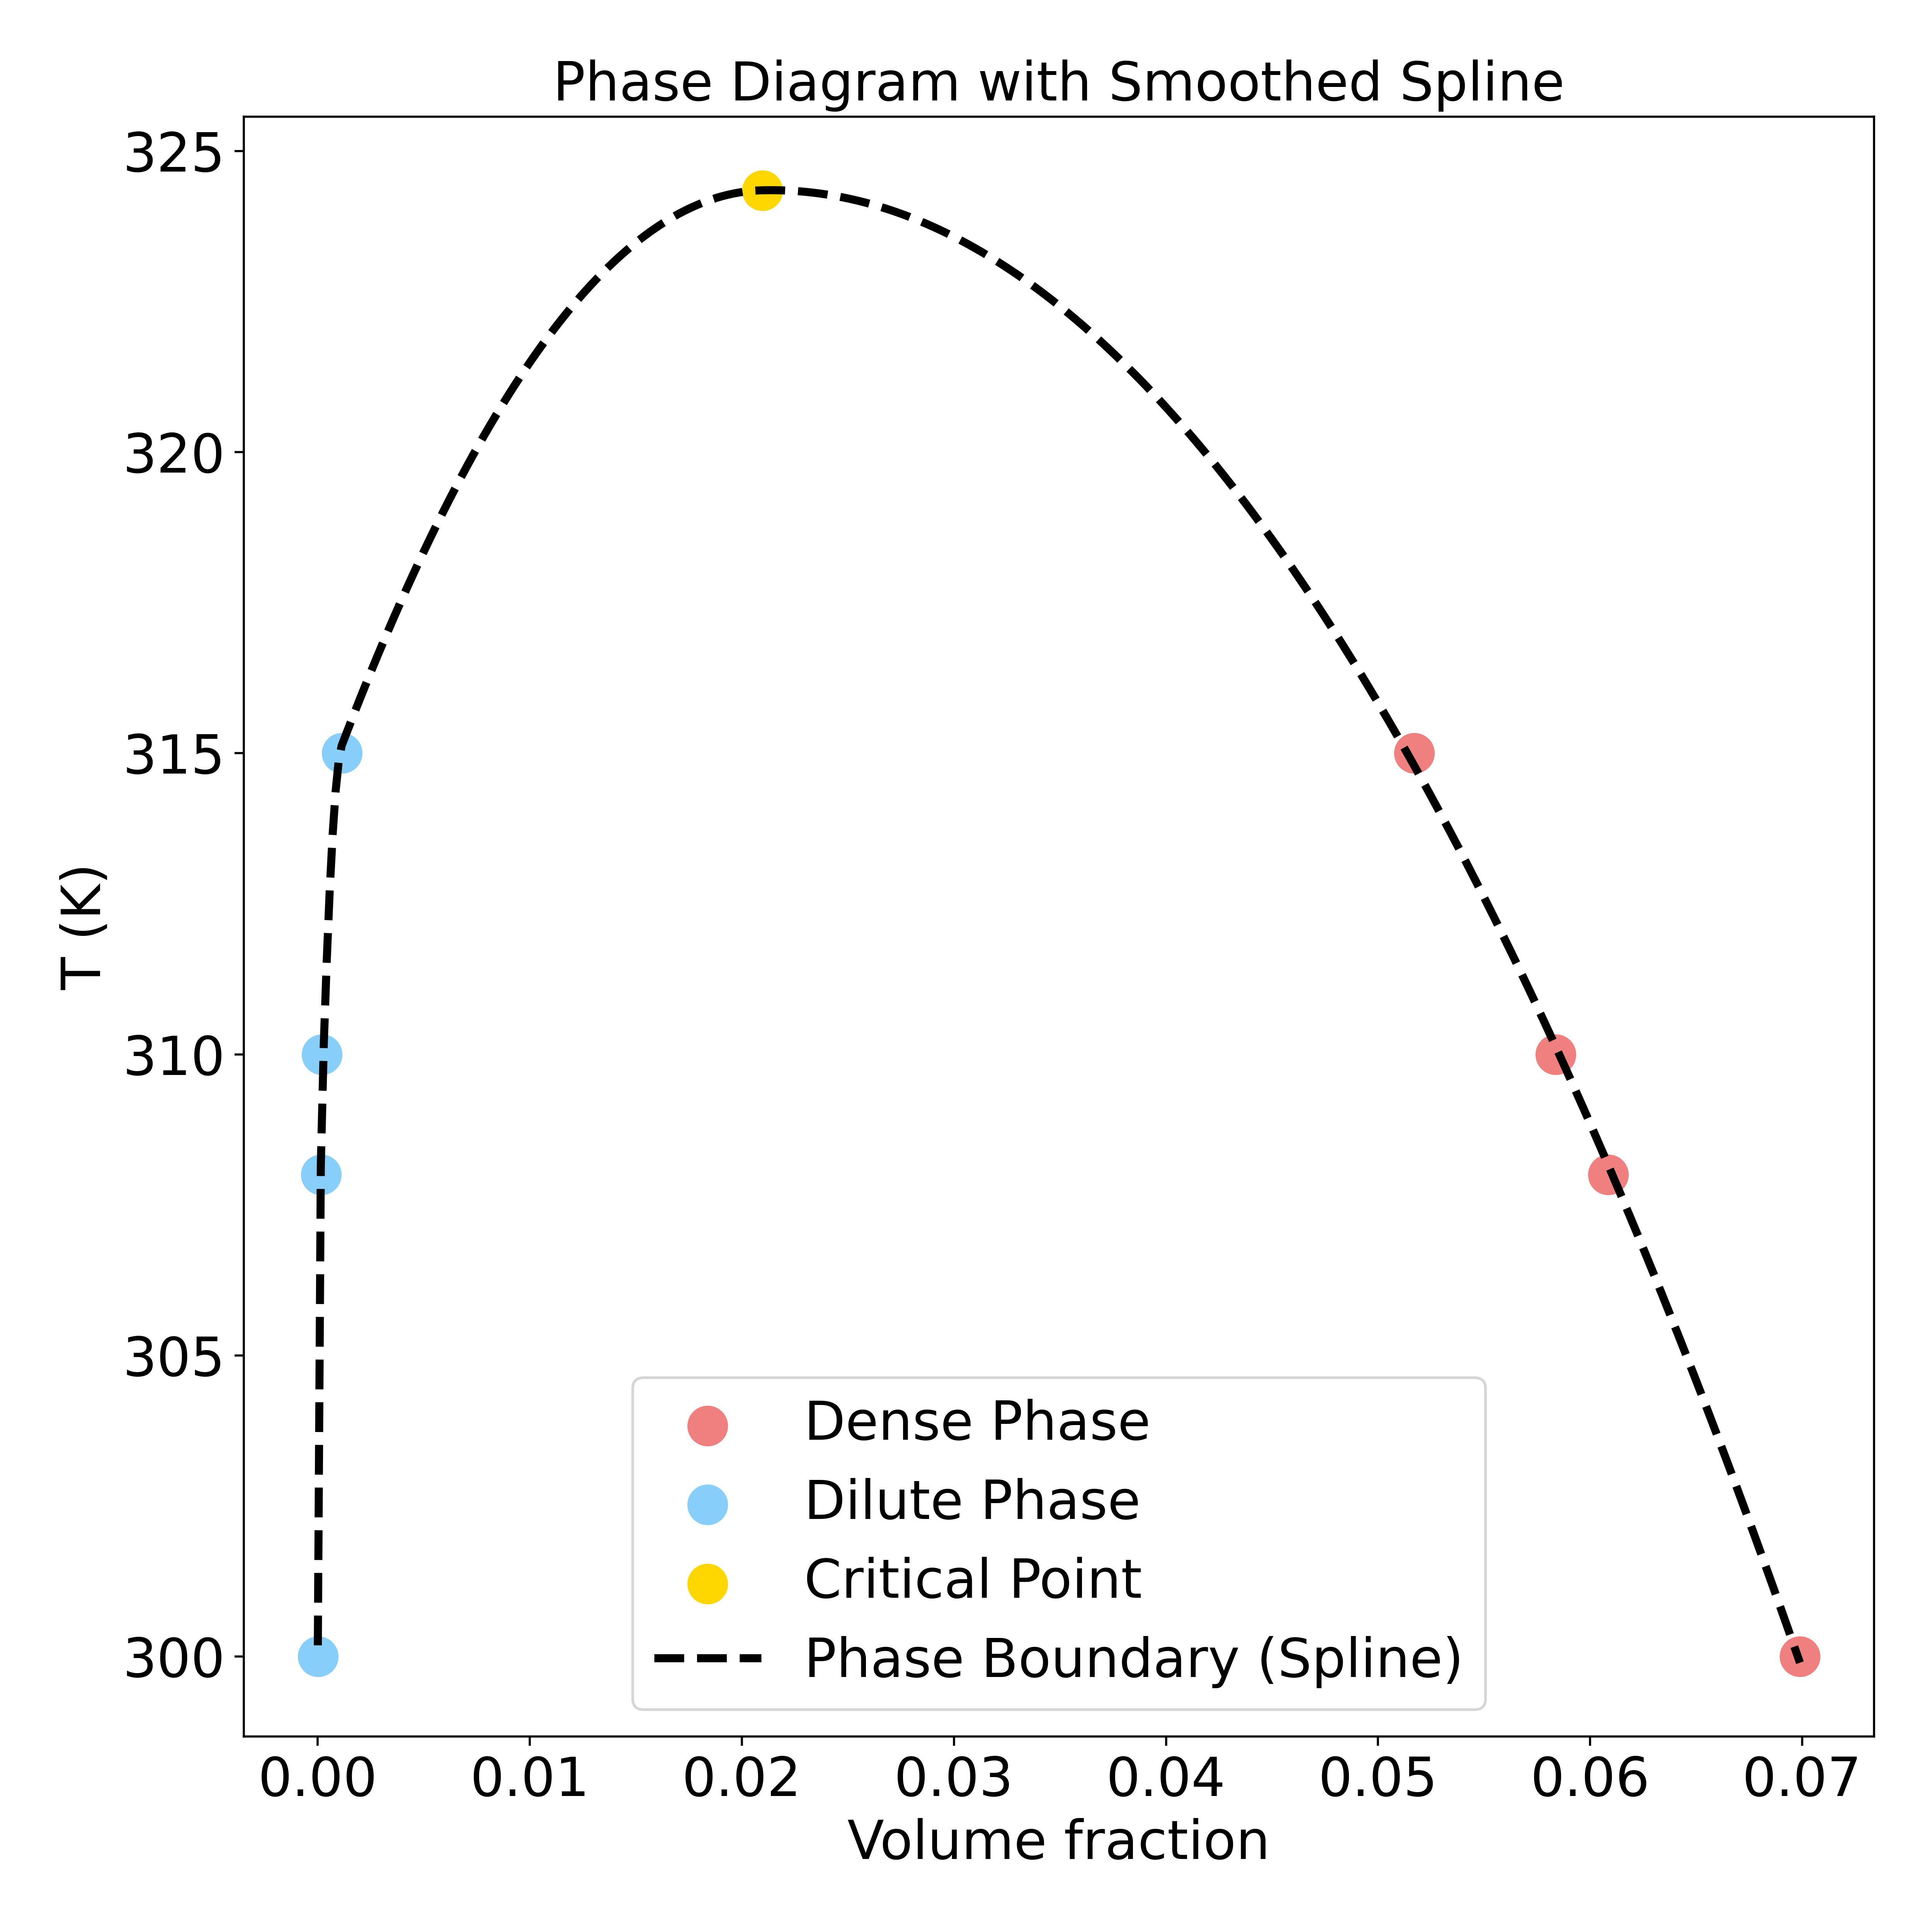 Phase Diagram with Smoothed Spline
325
320
315
310
305
300
T (K)
Dense Phase
Dilute Phase
Critical Point
Phase Boundary (Spline)
0.00 0.01 0.02 0.03 0.04 0.05 0.06 0.07
Volume fraction